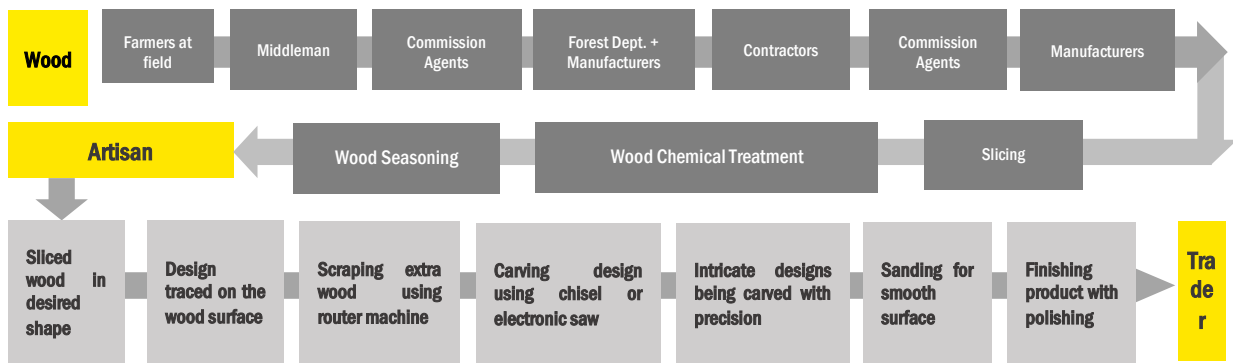 Wood
Farmers at
field
Middleman
Commission
Agents
Forest Dept. +
Manufacturers
Contractors
Commission
Agents
Manufacturers
Artisan
Wood Seasoning
Wood Chemical Treatment
Slicing
Sliced
wood in
desired
shape
Design
traced on the
wood surface
Scraping extra
wood using
router machine
Carving design
using chisel or
electronic saw
Intricate designs
being carved with
precision
Sanding for
smooth
surface
Finishing
product with
polishing
Tra
de
r